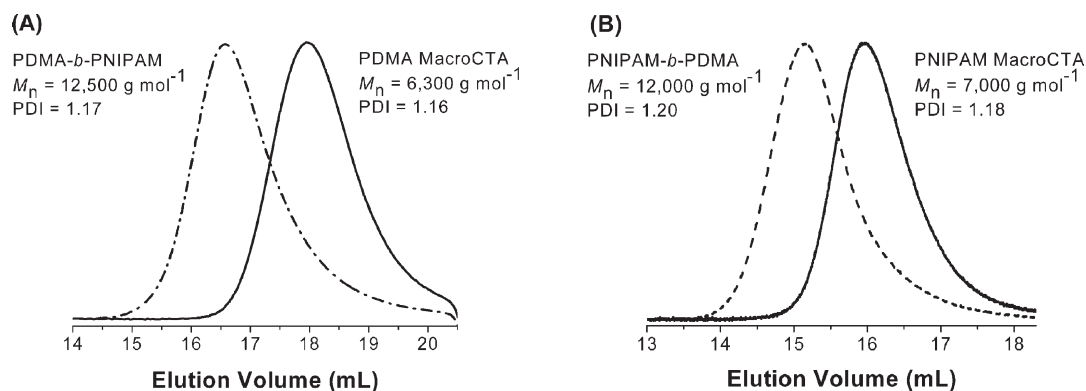 (A)
PDMA-b-PNIPAM
Mn = 12,500 g mol⁻¹
PDI = 1.17
PDMA MacroCTA
Mn = 6,300 g mol⁻¹
PDI = 1.16
14 15 16 17 18 19 20
Elution Volume (mL)
(B)
PNIPAM-b-PDMA
Mn = 12,000 g mol⁻¹
PDI = 1.20
PNIPAM MacroCTA
Mn = 7,000 g mol⁻¹
PDI = 1.18
13 14 15 16 17 18
Elution Volume (mL)